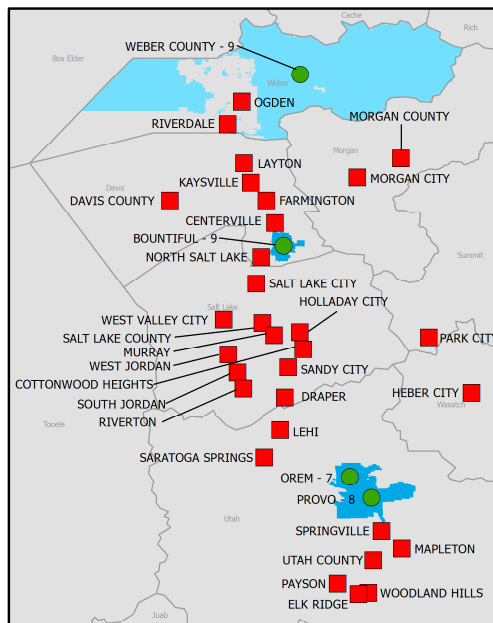 Cache
Rich
WEBER COUNTY - 9
Box Elder
Weber
OGDEN
MORGAN COUNTY
RIVERDALE
Morgan
LAYTON
MORGAN CITY
KAYSVILLE
Davis
DAVIS COUNTY
FARMINGTON
CENTERVILLE
BOUNTIFUL - 9
NORTH SALT LAKE
Summit
SALT LAKE CITY
HOLLADAY CITY
Salt Lake
WEST VALLEY CITY
SALT LAKE COUNTY
PARK CITY
MURRAY
WEST JORDAN
SANDY CITY
COTTONWOOD HEIGHTS
HEBER CITY
SOUTH JORDAN
DRAPER
Wasatch
RIVERTON
Tooele
LEHI
SARATOGA SPRINGS
OREM - 7
PROVO - 8
Utah
SPRINGVILLE
MAPLETON
UTAH COUNTY
PAYSON
WOODLAND HILLS
ELK RIDGE
Juab